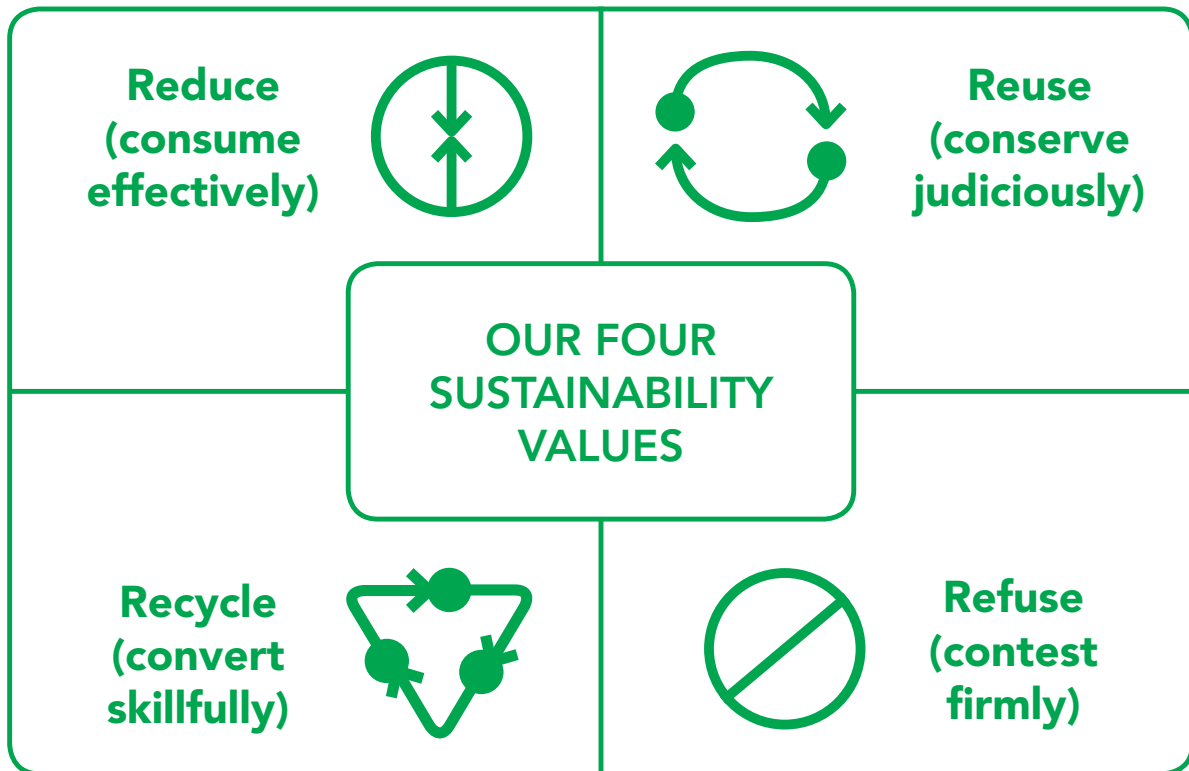 Reduce
(consume
effectively)
Reuse
(conserve
judiciously)
OUR FOUR
SUSTAINABILITY
VALUES
Recycle
(convert
skillfully)
Refuse
(contest
firmly)